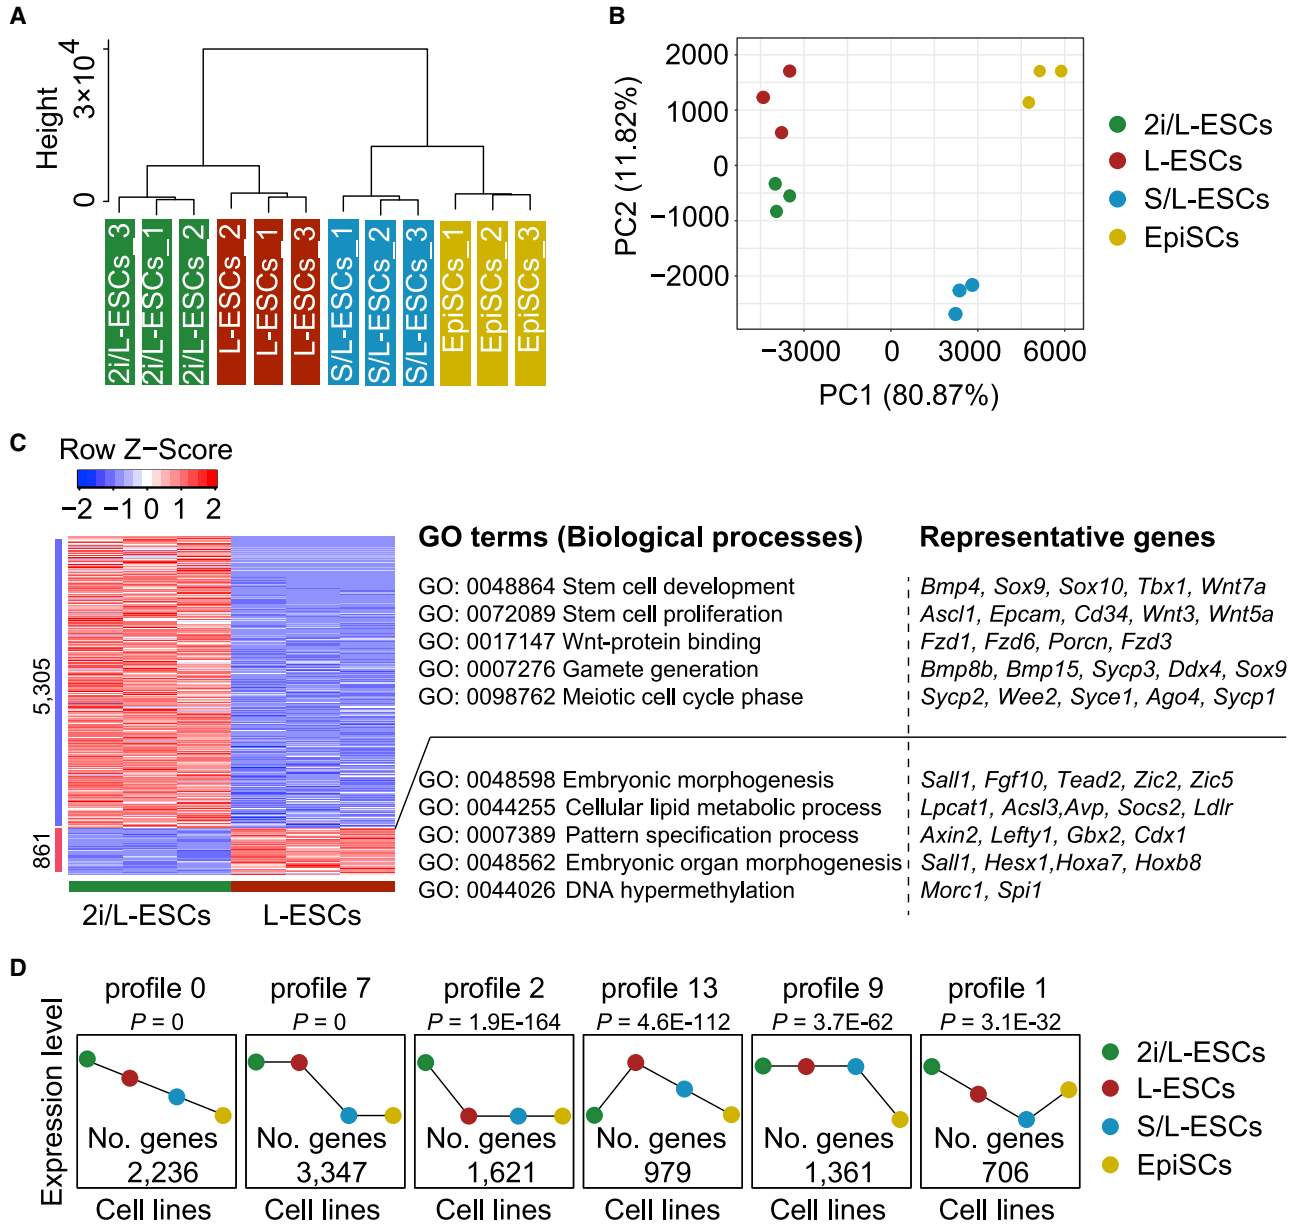 A
Height
3×10⁴
0
2i/L-ESCs_3
2i/L-ESCs_1
2i/L-ESCs_2
L-ESCs_2
L-ESCs_1
L-ESCs_3
S/L-ESCs_1
S/L-ESCs_2
S/L-ESCs_3
EpiSCs_1
EpiSCs_2
EpiSCs_3
B
PC2 (11.82%)
2000
1000
0
−1000
−2000
−3000 0 3000 6000
PC1 (80.87%)
2i/L-ESCs
L-ESCs
S/L-ESCs
EpiSCs
C
Row Z−Score
−2 −1 0 1 2
5,305
861
2i/L-ESCs L-ESCs
GO terms (Biological processes) Representative genes
GO: 0048864 Stem cell development Bmp4, Sox9, Sox10, Tbx1, Wnt7a
GO: 0072089 Stem cell proliferation Ascl1, Epcam, Cd34, Wnt3, Wnt5a
GO: 0017147 Wnt-protein binding Fzd1, Fzd6, Porcn, Fzd3
GO: 0007276 Gamete generation Bmp8b, Bmp15, Sycp3, Ddx4, Sox9
GO: 0098762 Meiotic cell cycle phase Sycp2, Wee2, Syce1, Ago4, Sycp1
GO: 0048598 Embryonic morphogenesis Sall1, Fgf10, Tead2, Zic2, Zic5
GO: 0044255 Cellular lipid metabolic process Lpcat1, Acsl3,Avp, Socs2, Ldlr
GO: 0007389 Pattern specification process Axin2, Lefty1, Gbx2, Cdx1
GO: 0048562 Embryonic organ morphogenesis Sall1, Hesx1,Hoxa7, Hoxb8
GO: 0044026 DNA hypermethylation Morc1, Spi1
D
Expression level
profile 0 profile 7 profile 2 profile 13 profile 9 profile 1
P = 0 P = 0 P = 1.9E-164 P = 4.6E-112 P = 3.7E-62 P = 3.1E-32
No. genes No. genes No. genes No. genes No. genes No. genes
2,236 3,347 1,621 979 1,361 706
Cell lines Cell lines Cell lines Cell lines Cell lines Cell lines
2i/L-ESCs
L-ESCs
S/L-ESCs
EpiSCs